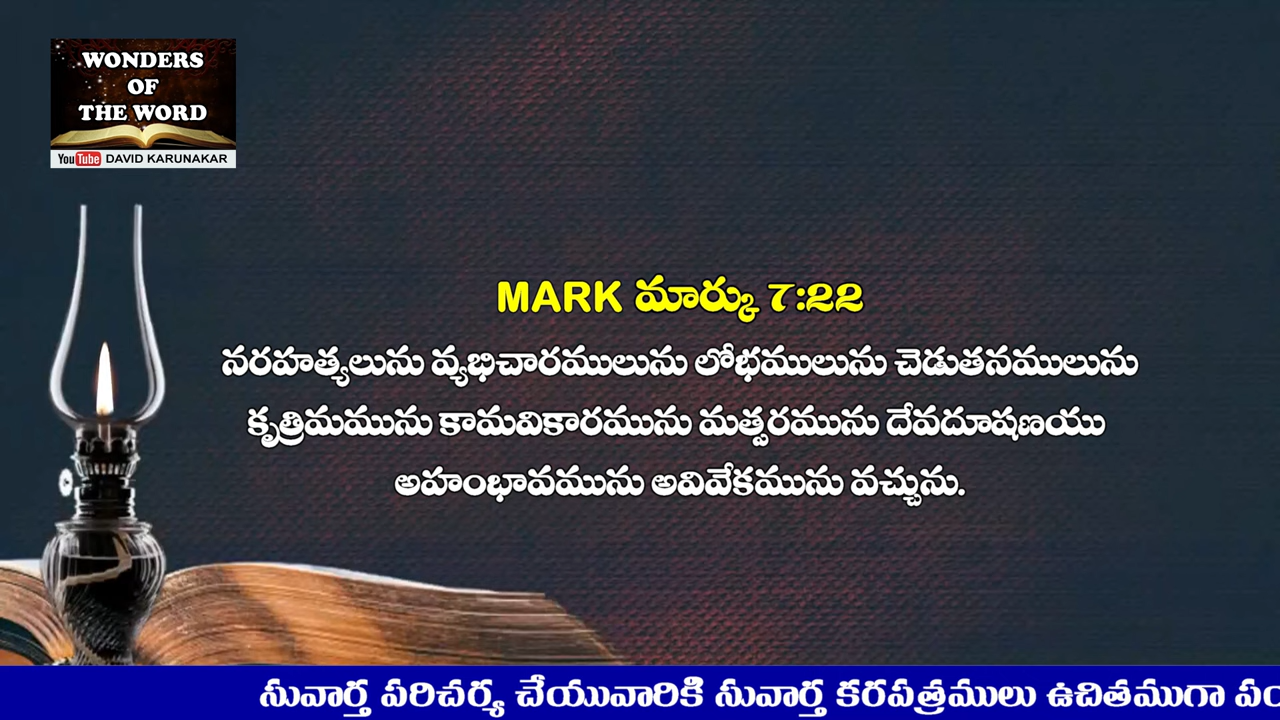 WONDERS
OF
THE WORD
YouTube DAVID KARUNAKAR
MARK మార్కు 7:22
నరహత్యలును వ్యభిచారములును లోభములును చెడుతనములును
కృత్రిమమును కామవికారమును మత్సరమును దేవదూషణయు
అహంభావమును అవివేకమును వచ్చును.
సువార్త పరిచర్య చేయువారికి సువార్త కరపత్రములు ఉచితముగా